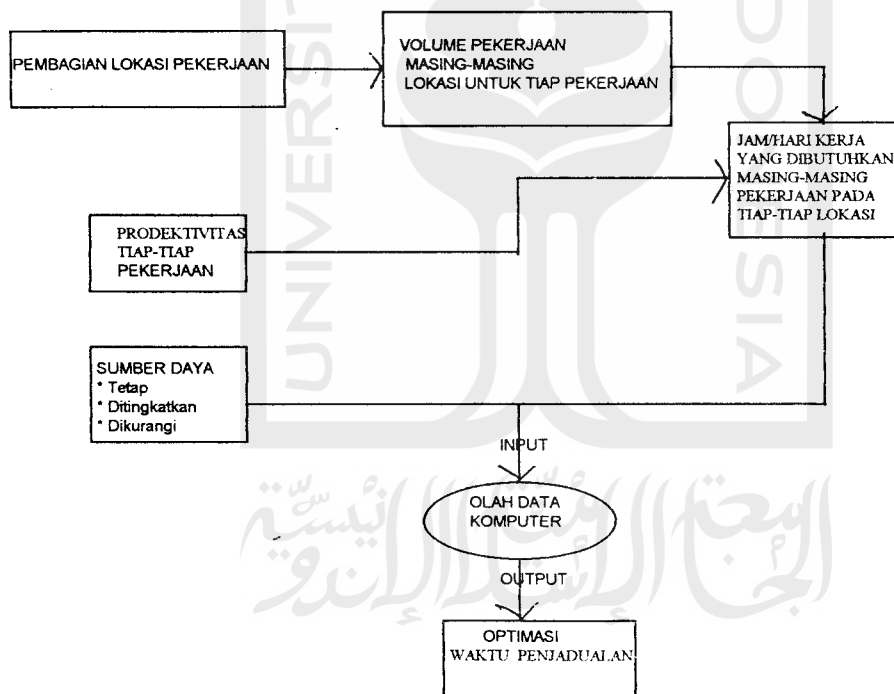 PEMBAGIAN LOKASI PEKERJAAN
VOLUME PEKERJAAN
MASING-MASING
LOKASI UNTUK TIAP PEKERJAAN
JAM/HARI KERJA
YANG DIBUTUHKAN
MASING-MASING
PEKERJAAN PADA
TIAP-TIAP LOKASI
PRODEKTIVITAS
TIAP-TIAP
PEKERJAAN
SUMBER DAYA
* Tetap
* Ditingkatkan
* Dikurangi
INPUT
OLAH DATA
KOMPUTER
OUTPUT
OPTIMASI
WAKTU PENJADUALAN